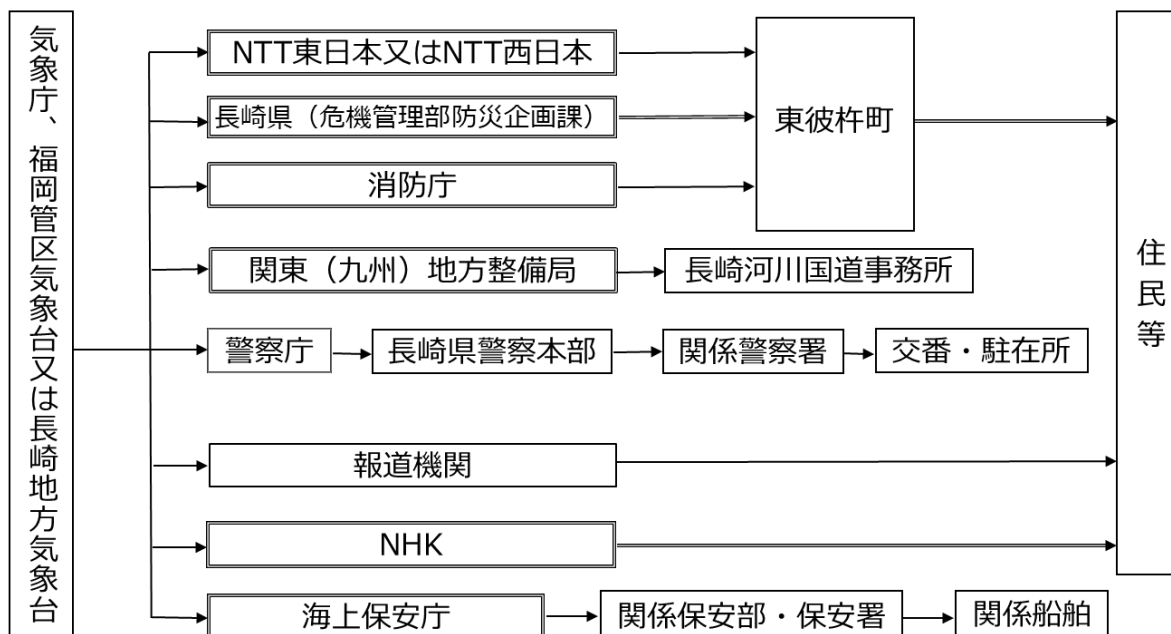 気象庁、福岡管区気象台又は長崎地方気象台
NTT東日本又はNTT西日本
長崎県（危機管理部防災企画課）
消防庁
東彼杵町
関東（九州）地方整備局
長崎河川国道事務所
警察庁
長崎県警察本部
関係警察署
交番・駐在所
報道機関
NHK
海上保安庁
関係保安部・保安署
関係船舶
住民等